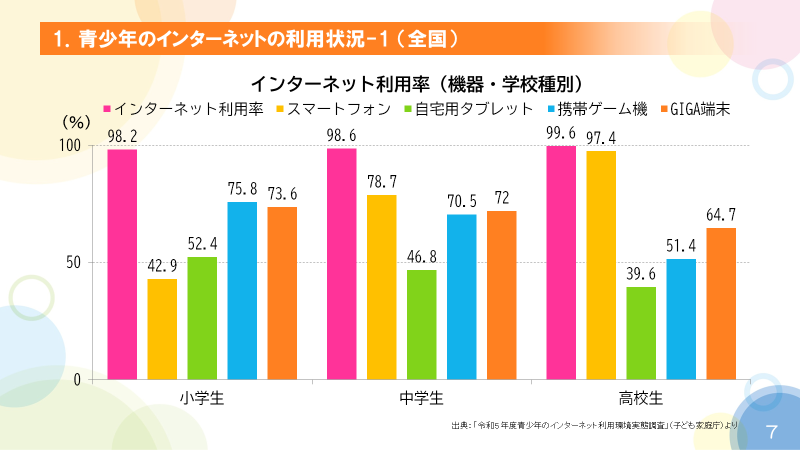 1. 青少年のインターネットの利用状況-1（全国）
インターネット利用率（機器・学校種別）
インターネット利用率 スマートフォン 自宅用タブレット 携帯ゲーム機 GIGA端末
(%)
100
50
0
98.2 42.9 52.4 75.8 73.6
98.6 78.7 46.8 70.5 72
99.6 97.4 39.6 51.4 64.7
小学生 中学生 高校生
出典：「令和5年度青少年のインターネット利用環境実態調査」（子ども家庭庁）より
7